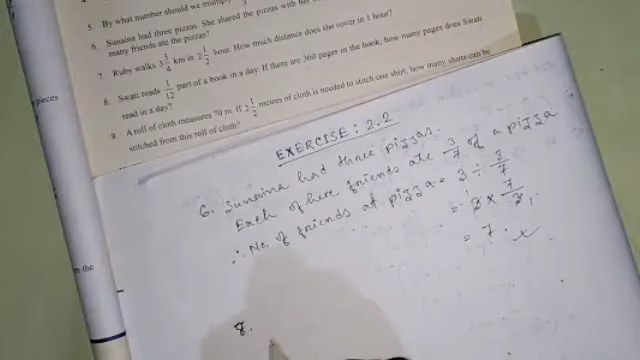 5. By what number should we multiply
6. Sunaina had three pizzas. She shared the pizzas with her
many friends ate the pizzas?
7. Ruby walks 3 3/4 km in 2 1/2 hour. How much distance does she cover in 1 hour?
8. Swati reads 1/12 part of a book in a day. If there are 360 pages in the book, how many pages does Swati
read in a day?
9. A roll of cloth measures 70 m. If 2 1/2 metres of cloth is needed to stitch one shirt, how many shirts can be
stitched from this roll of cloth?
pieces
in the
EXERCISE: 2.2
6. Sunaina had three pizzas.
Each of here friends ate 3/7 of a pizza
∴ No. of friends at pizza = 3 ÷ 3/7
= 3 × 7/3
= 7.
8.